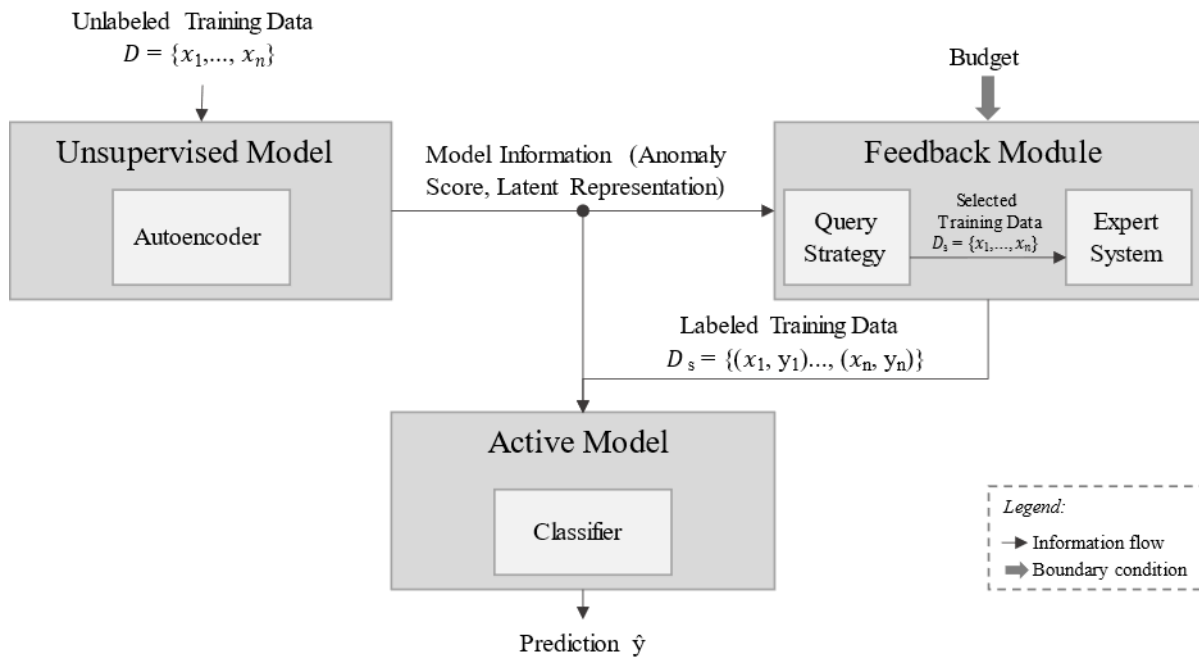 Unlabeled Training Data
D = {x₁,..., xₙ}
Budget
Unsupervised Model
Autoencoder
Model Information (Anomaly
Score, Latent Representation)
Feedback Module
Query
Strategy
Selected
Training Data
Dₛ = {x₁,..., xₙ}
Expert
System
Labeled Training Data
D ₛ = {(x₁, y₁)..., (xₙ, yₙ)}
Active Model
Classifier
Prediction ŷ
Legend:
Information flow
Boundary condition